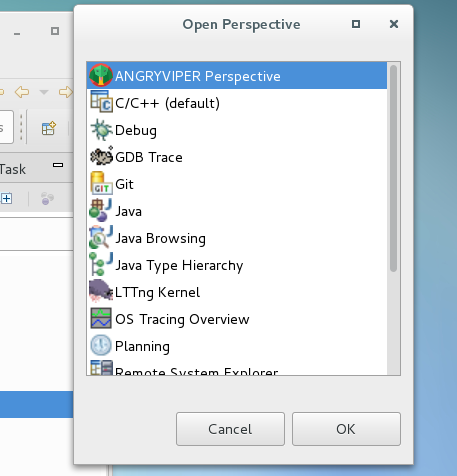 Open Perspective
ANGRYVIPER Perspective
C/C++ (default)
Debug
GDB Trace
GIT
Git
Java
Java Browsing
Java Type Hierarchy
LTTng Kernel
OS Tracing Overview
Planning
Remote System Explorer
Task
Cancel
OK